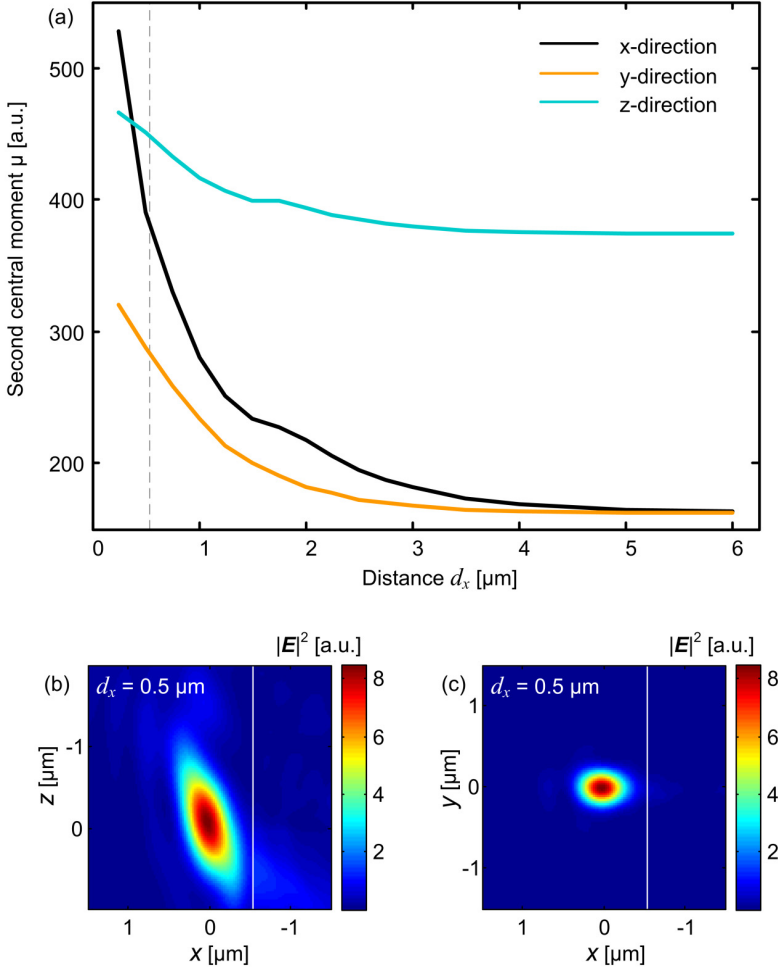 (a)
x-direction
y-direction
z-direction
500
400
300
200
Second central moment µ [a.u.]
0 1 2 3 4 5 6
Distance dₓ [µm]
|E|² [a.u.]
(b)
dₓ = 0.5 µm
-1
0
z [µm]
1 0 -1
x [µm]
8
6
4
2
|E|² [a.u.]
(c)
dₓ = 0.5 µm
1
0
-1
y [µm]
1 0 -1
x [µm]
8
6
4
2